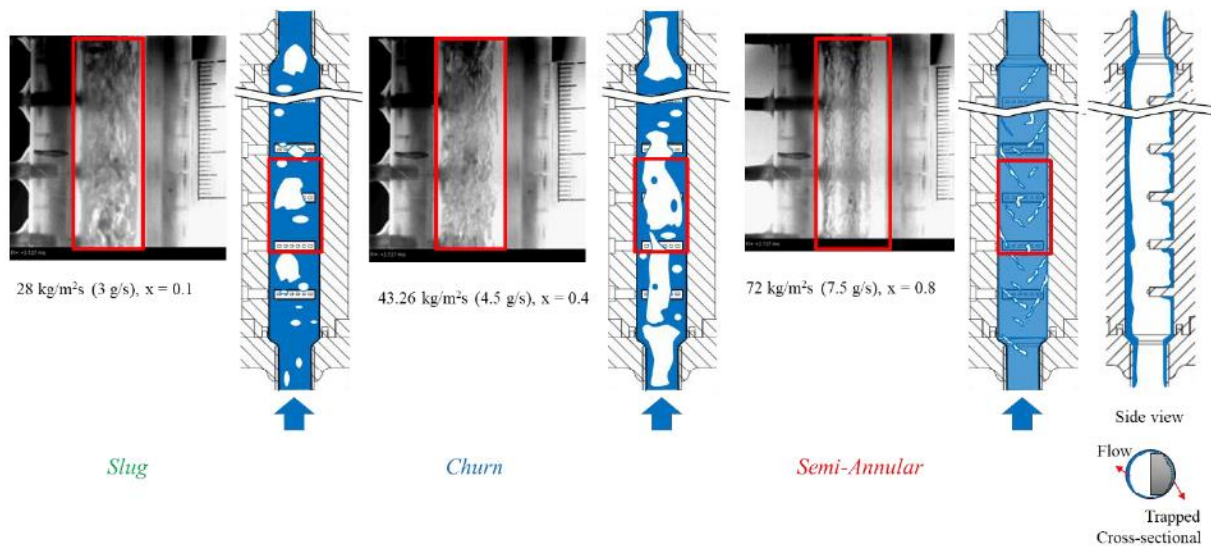 28 kg/m²s (3 g/s), x = 0.1
43.26 kg/m²s (4.5 g/s), x = 0.4
72 kg/m²s (7.5 g/s), x = 0.8
Side view
Slug
Churn
Semi-Annular
Flow
Trapped
Cross-sectional